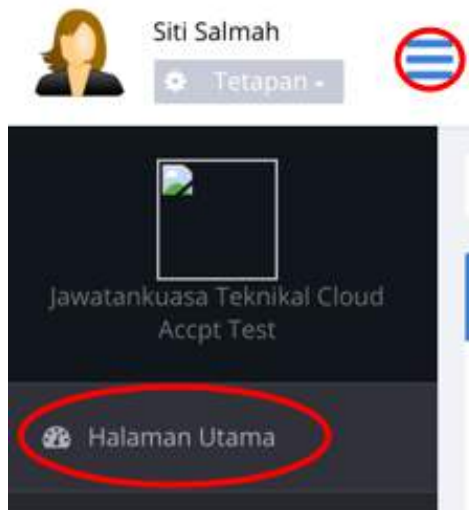 Siti Salmah
Tetapan
Jawatankuasa Teknikal Cloud
Accpt Test
Halaman Utama